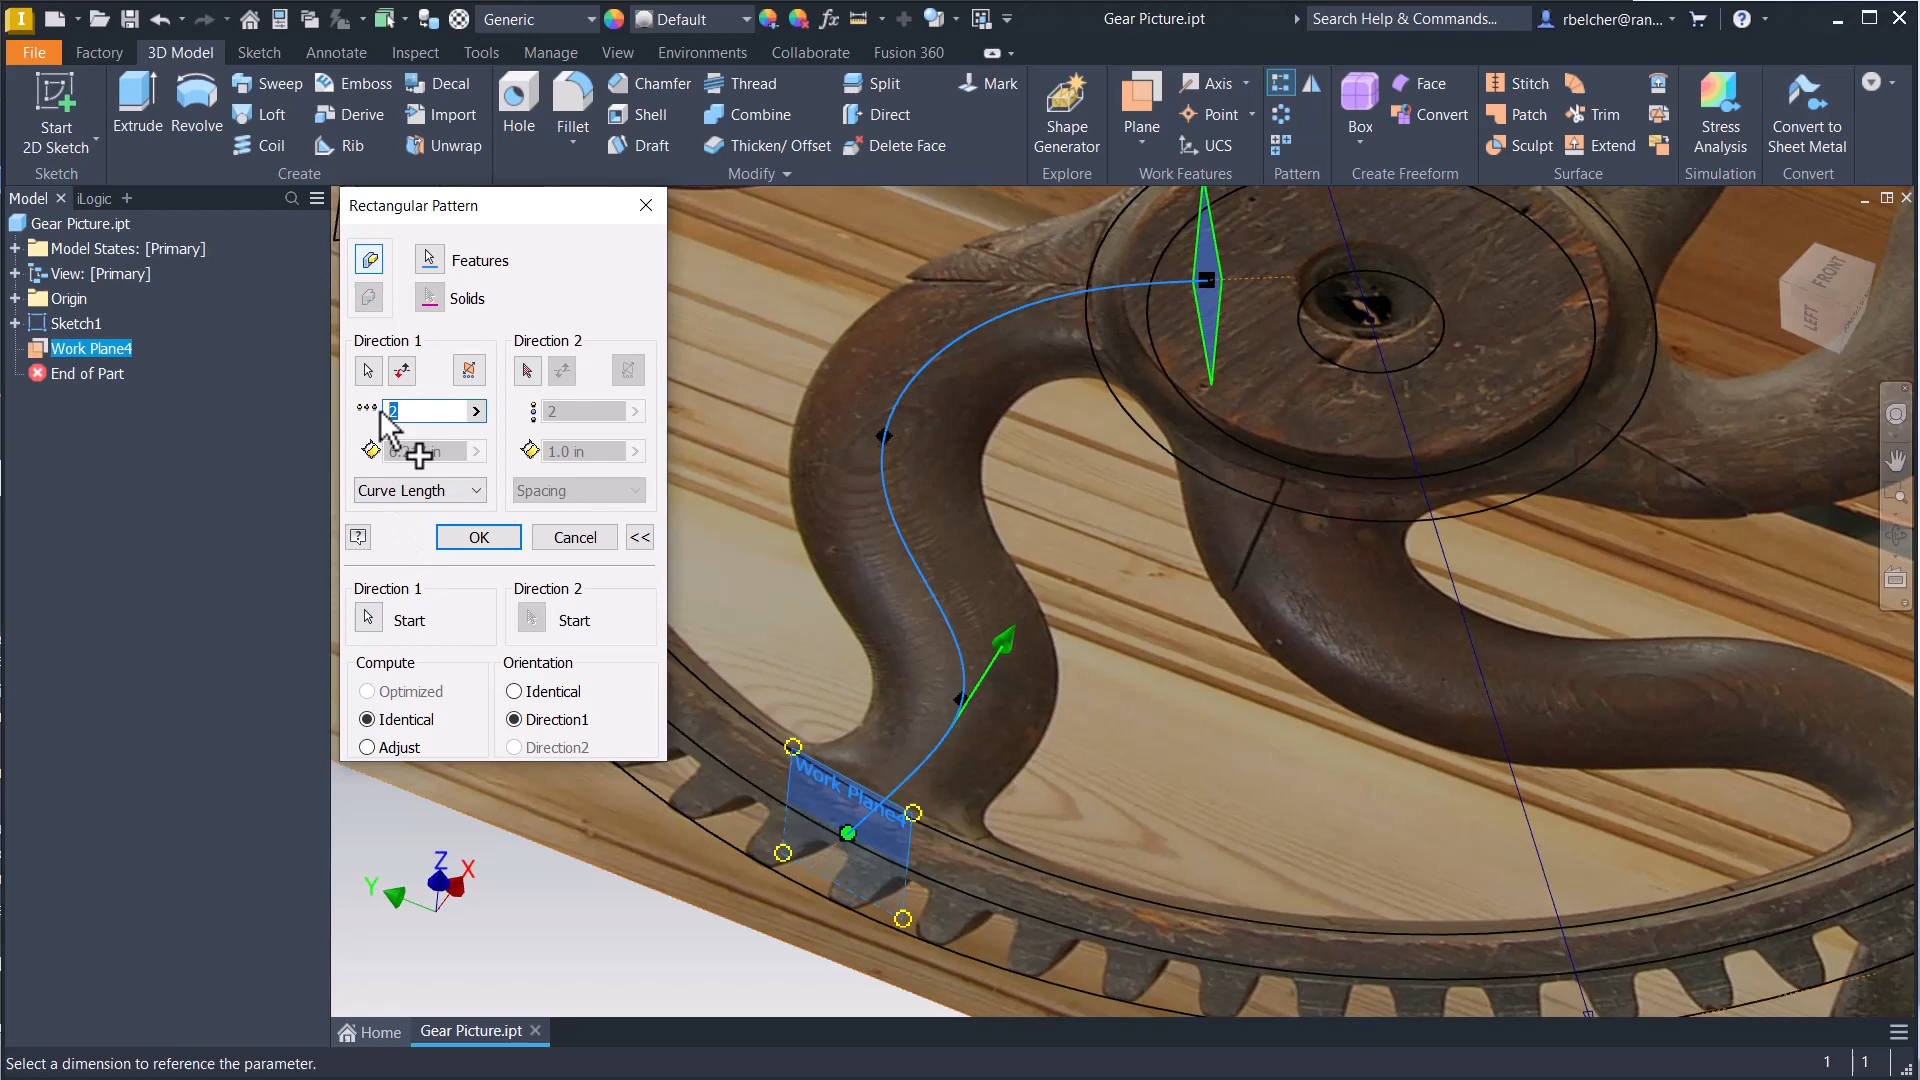 Generic
Default
Gear Picture.ipt
Search Help & Commands...
rbelcher@ran...
File
Factory
3D Model
Sketch
Annotate
Inspect
Tools
Manage
View
Environments
Collaborate
Fusion 360
Start
2D Sketch
Extrude
Revolve
Sweep
Emboss
Decal
Loft
Derive
Import
Coil
Rib
Unwrap
Hole
Fillet
Chamfer
Thread
Split
Mark
Shell
Combine
Direct
Draft
Thicken/ Offset
Delete Face
Shape
Generator
Plane
Axis
Point
UCS
Box
Face
Convert
Stitch
Patch
Trim
Sculpt
Extend
Stress
Analysis
Convert to
Sheet Metal
Sketch
Create
Modify
Explore
Work Features
Pattern
Create Freeform
Surface
Simulation
Convert
Model
iLogic
Gear Picture.ipt
Model States: [Primary]
View: [Primary]
Origin
Sketch1
Work Plane4
End of Part
Rectangular Pattern
Features
Solids
Direction 1
Direction 2
2
2
in
1.0 in
Curve Length
Spacing
OK
Cancel
<<
Direction 1
Direction 2
Start
Start
Compute
Orientation
Optimized
Identical
Identical
Direction1
Adjust
Direction2
Work Plane4
FRONT
LEFT
Z
X
Y
Home
Gear Picture.ipt
Select a dimension to reference the parameter.
1
1